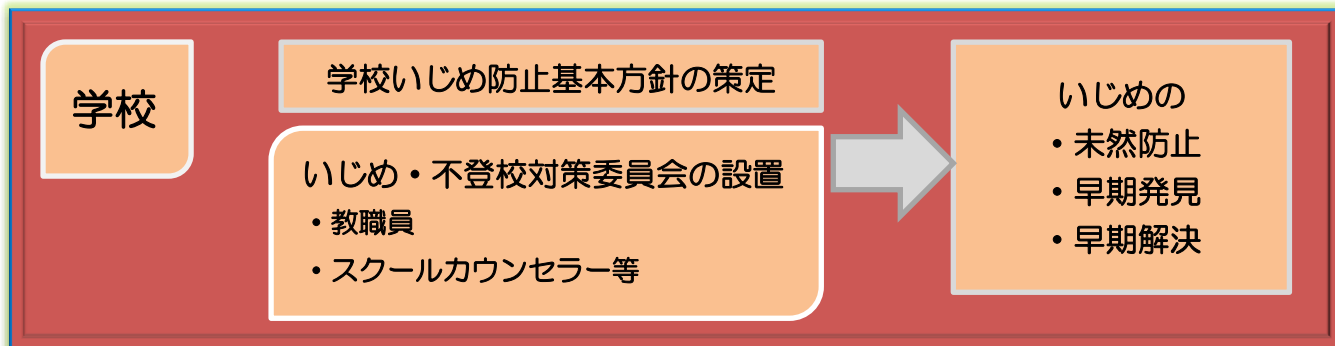 学校
学校いじめ防止基本方針の策定
いじめ・不登校対策委員会の設置
・教職員
・スクールカウンセラー等
いじめの
・未然防止
・早期発見
・早期解決